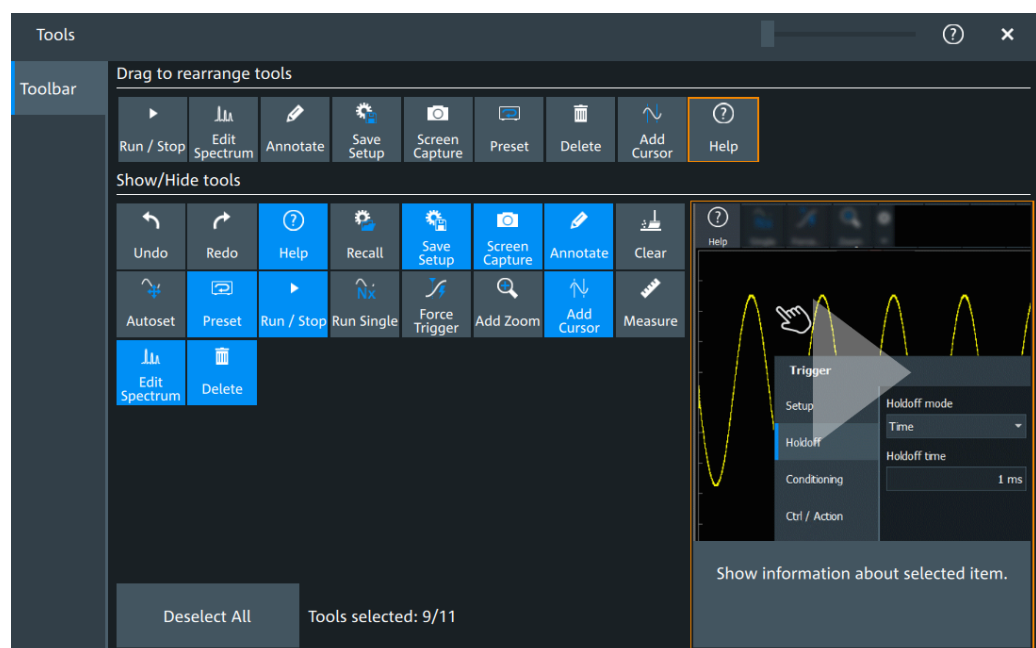 Tools
?
×
Toolbar
Drag to rearrange tools
Run / Stop
Edit
Spectrum
Annotate
Save
Setup
Screen
Capture
Preset
Delete
Add
Cursor
?
Help
Show/Hide tools
Undo
Redo
?
Help
Recall
Save
Setup
Screen
Capture
Annotate
Clear
Autoset
Preset
Run / Stop
Nx
Run Single
Force
Trigger
Add Zoom
Add
Cursor
Measure
Edit
Spectrum
Delete
?
Help
Trigger
Setup
Holdoff
Conditioning
Ctrl / Action
Holdoff mode
Time
Holdoff time
1 ms
Show information about selected item.
Deselect All
Tools selected: 9/11